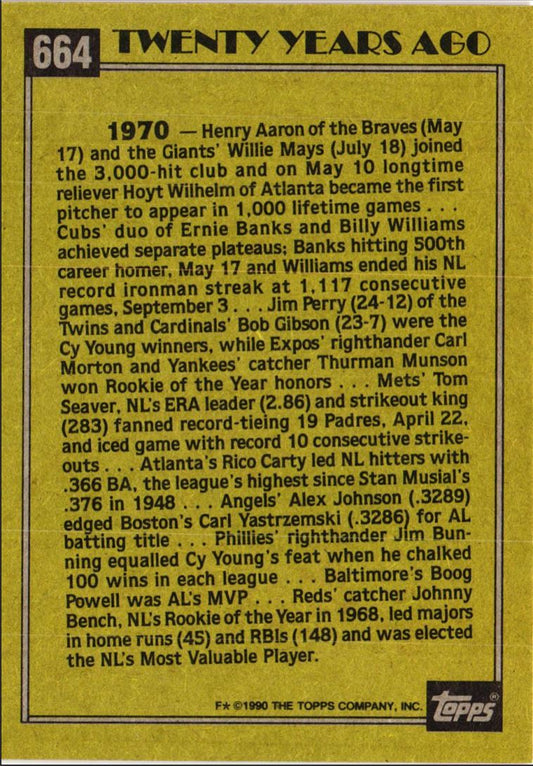 664 TWENTY YEARS AGO
1970 — Henry Aaron of the Braves (May
17) and the Giants' Willie Mays (July 18) joined
the 3,000-hit club and on May 10 longtime
reliever Hoyt Wilhelm of Atlanta became the first
pitcher to appear in 1,000 lifetime games . . .
Cubs' duo of Ernie Banks and Billy Williams
achieved separate plateaus; Banks hitting 500th
career homer, May 17 and Williams ended his NL
record ironman streak at 1,117 consecutive
games, September 3 . . . Jim Perry (24-12) of the
Twins and Cardinals' Bob Gibson (23-7) were the
Cy Young winners, while Expos' righthander Carl
Morton and Yankees' catcher Thurman Munson
won Rookie of the Year honors . . . Mets' Tom
Seaver, NL's ERA leader (2.86) and strikeout king
(283) fanned record-tieing 19 Padres, April 22,
and iced game with record 10 consecutive strike-
outs . . . Atlanta's Rico Carty led NL hitters with
.366 BA, the league's highest since Stan Musial's
.376 in 1948 . . . Angels' Alex Johnson (.3289)
edged Boston's Carl Yastrzemski (.3286) for AL
batting title . . . Phillies' righthander Jim Bun-
ning equalled Cy Young's feat when he chalked
100 wins in each league . . . Baltimore's Boog
Powell was AL's MVP . . . Reds' catcher Johnny
Bench, NL's Rookie of the Year in 1968, led majors
in home runs (45) and RBIs (148) and was elected
the NL's Most Valuable Player.
F★ ©1990 THE TOPPS COMPANY, INC. Topps®